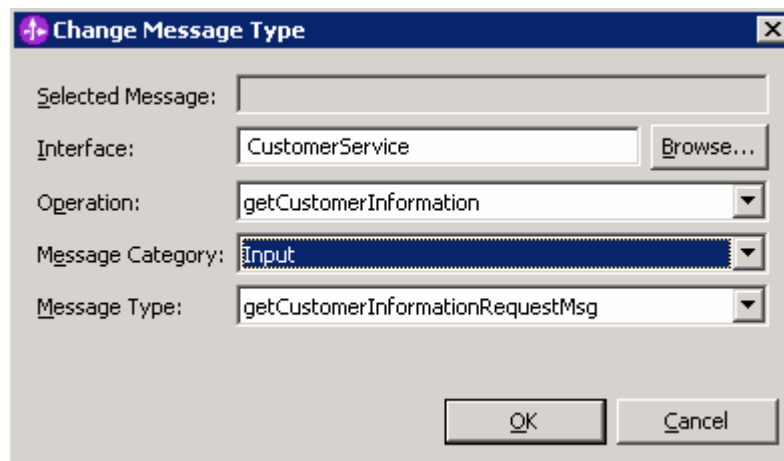 Change Message Type
Selected Message:
Interface: CustomerService Browse...
Operation: getCustomerInformation
Message Category: Input
Message Type: getCustomerInformationRequestMsg
OK Cancel